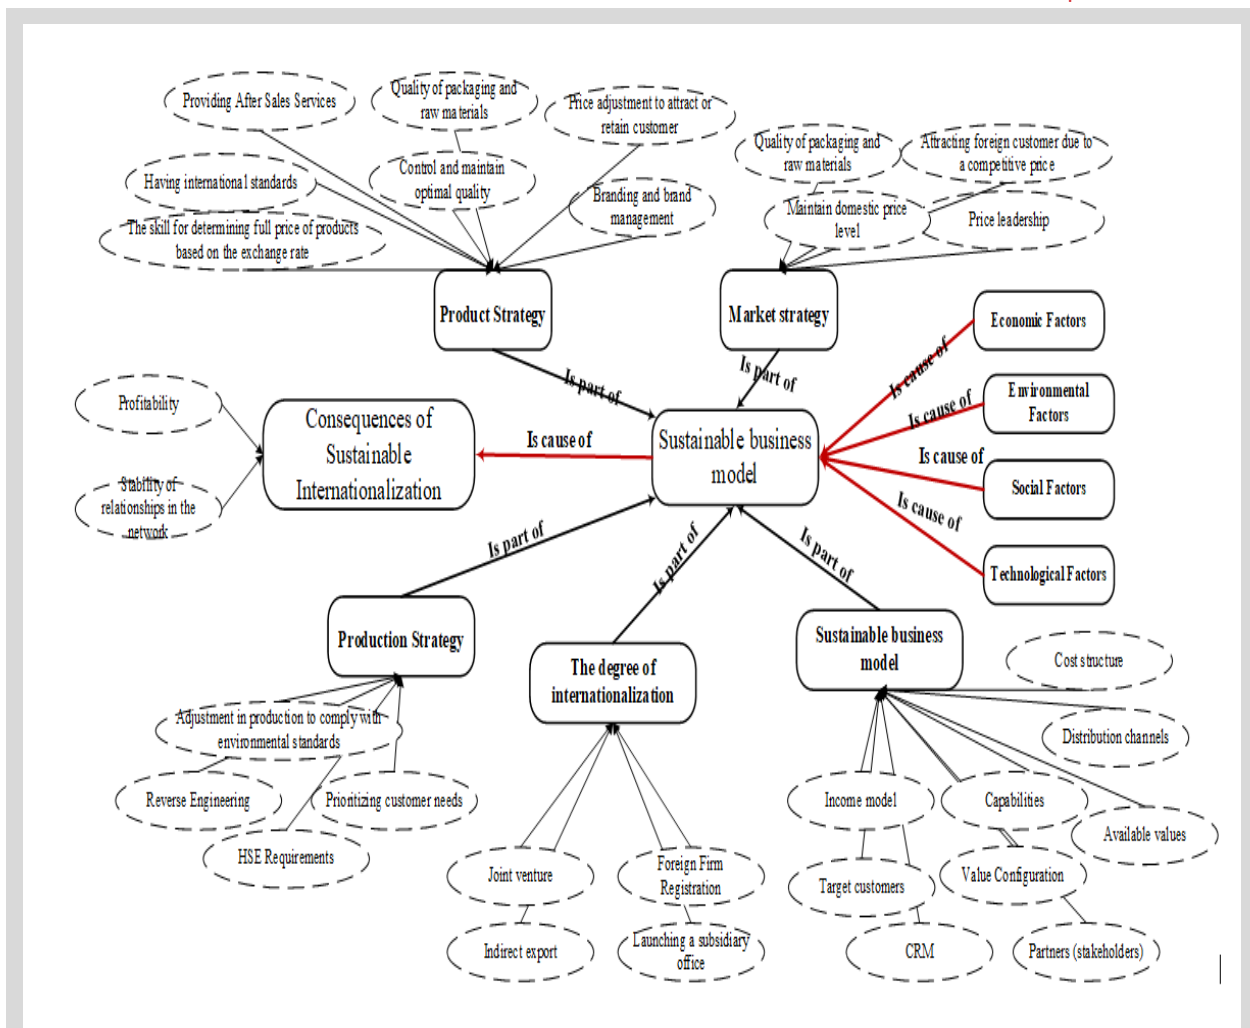 Providing After Sales Services
Quality of packaging and
raw materials
Price adjustment to attract or
retain customer
Quality of packaging and
raw materials
Attracting foreign customer due to
a competitive price
Having international standards
Control and maintain
optimal quality
Branding and brand
management
Maintain domestic price
level
Price leadership
The skill for determining full price of products
based on the exchange rate
Product Strategy
Market strategy
Economic Factors
Is part of
Is part of
Is cause of
Environmental
Factors
Is cause of
Profitability
Consequences of
Sustainable
Internationalization
Is cause of
Sustainable business
model
Is cause of
Social Factors
Stability of
relationships in the
network
Is cause of
Technological Factors
Is part of
Is part of
Is part of
Production Strategy
The degree of
internationalization
Sustainable business
model
Cost structure
Adjustment in production to comply with
environmental standards
Distribution channels
Reverse Engineering
Prioritizing customer needs
Income model
Capabilities
Available values
HSE Requirements
Joint venture
Foreign Firm
Registration
Target customers
Value Configuration
Indirect export
Launching a subsidiary
office
CRM
Partners (stakeholders)